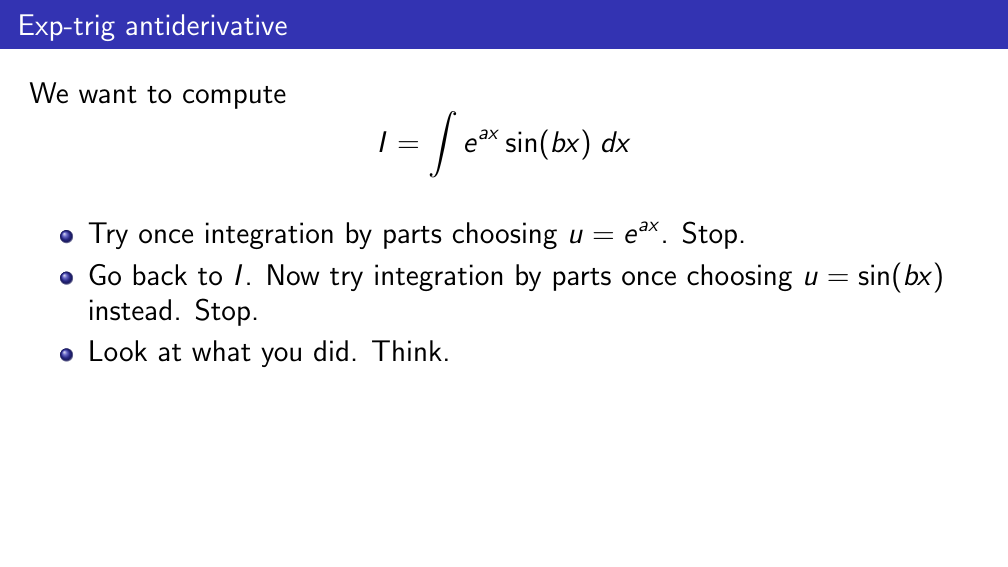 Exp-trig antiderivative
We want to compute
I = ∫ e^{ax} sin(bx) dx
Try once integration by parts choosing u = e^{ax}. Stop.
Go back to I. Now try integration by parts once choosing u = sin(bx)
instead. Stop.
Look at what you did. Think.